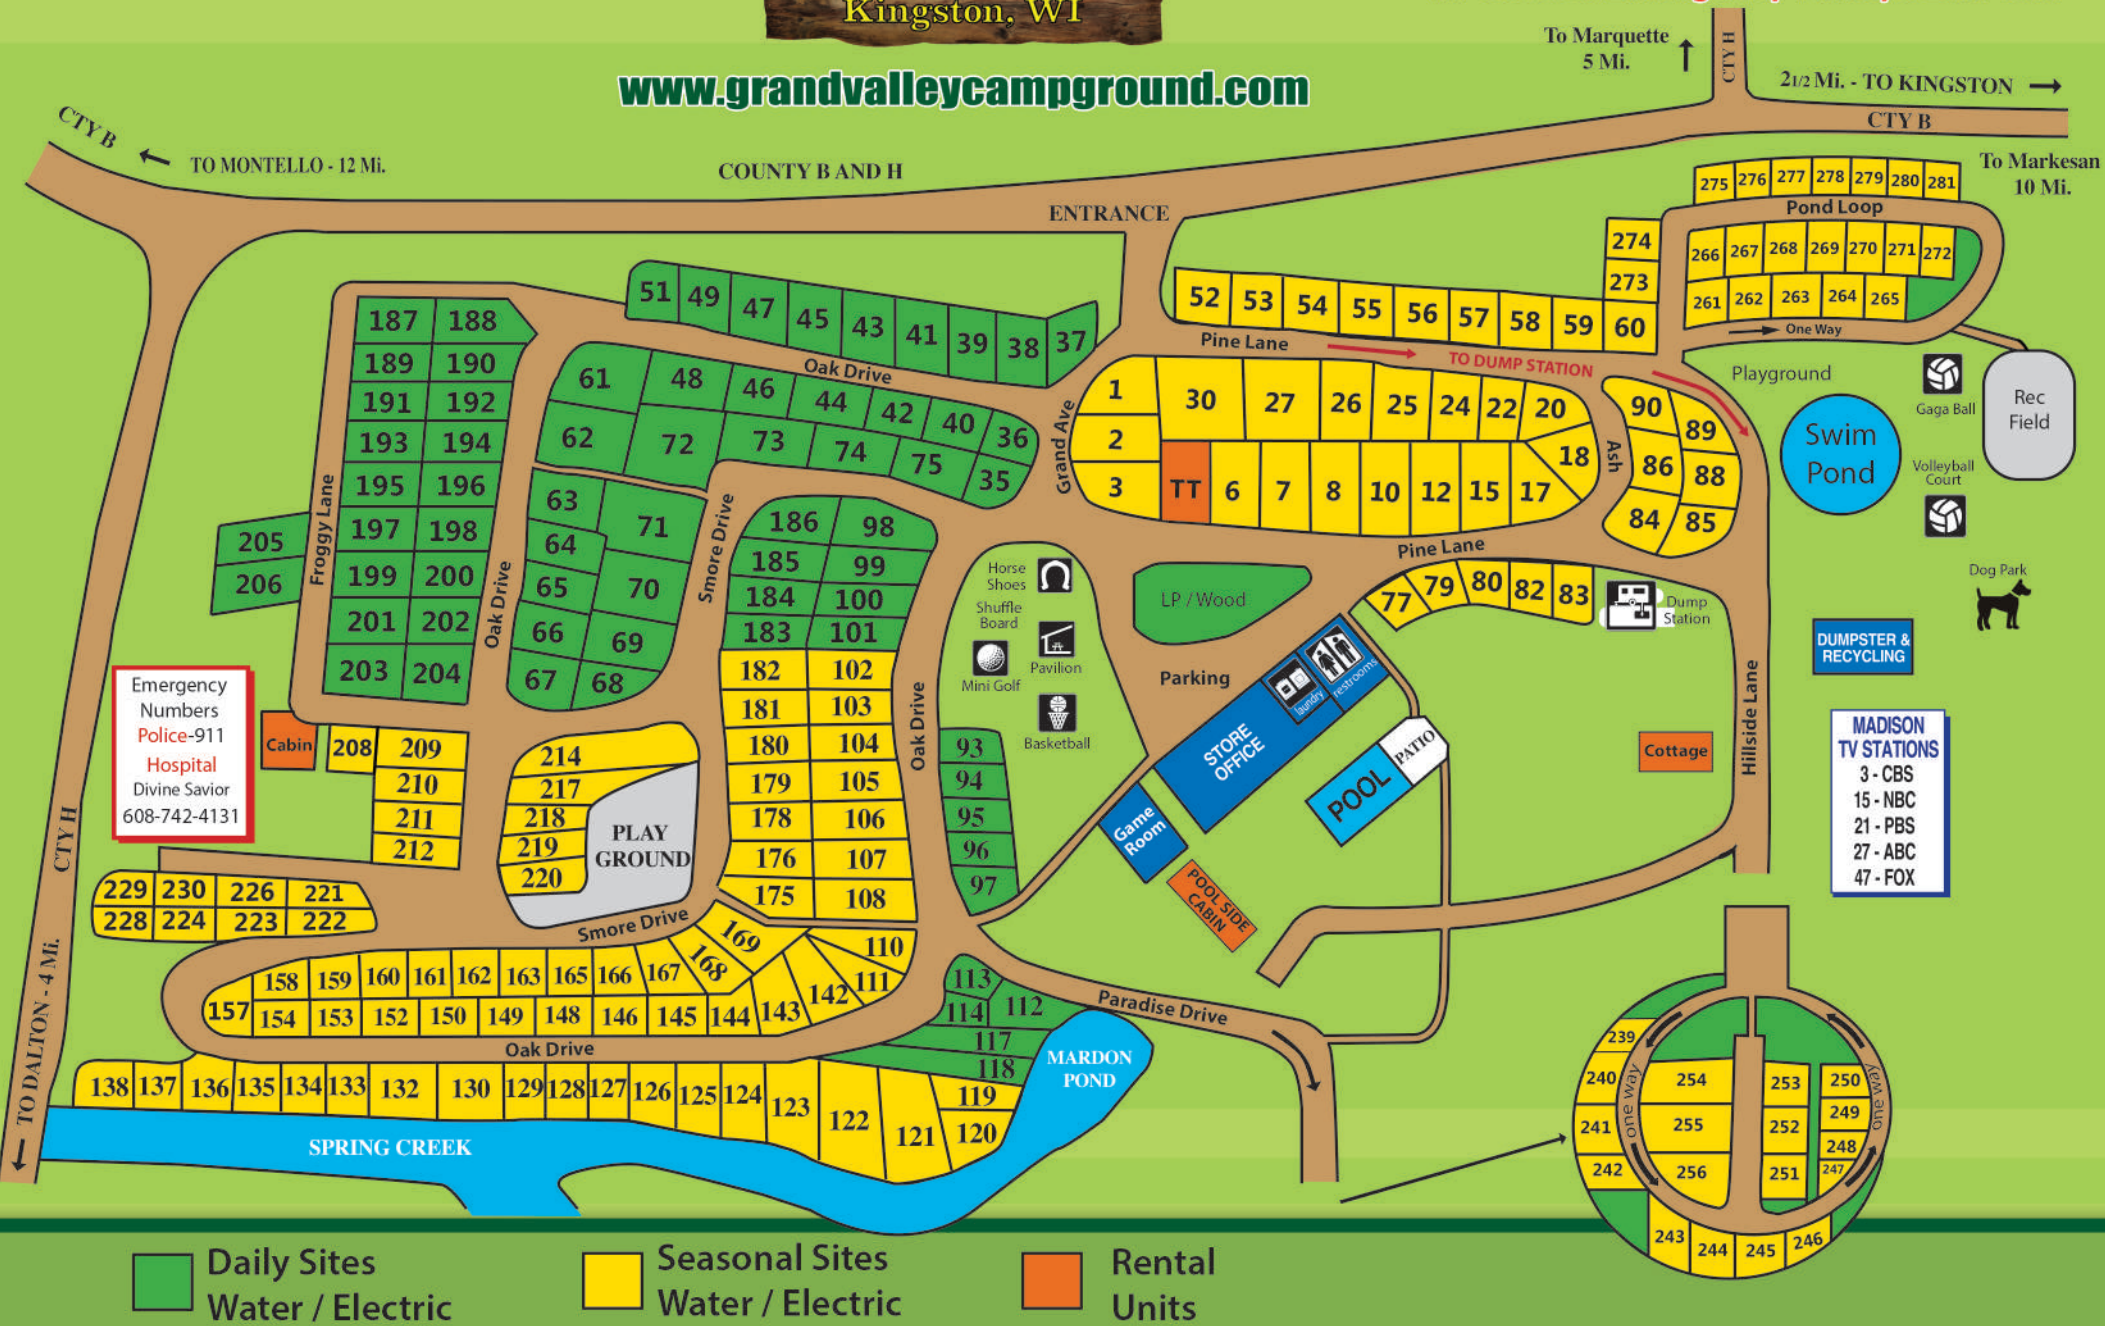 Kingston, WI
www.grandvalleycampground.com
To Marquette
5 Mi.
CTY H
2 1/2 Mi. - TO KINGSTON
CTY B
CTY B
TO MONTELLO - 12 Mi.
COUNTY B AND H
ENTRANCE
To Markesan
10 Mi.
275 276 277 278 279 280 281
Pond Loop
274
273
266 267 268 269 270 271 272
261 262 263 264 265
One Way
51 49 47 45 43 41 39 38 37
52 53 54 55 56 57 58 59 60
Pine Lane
TO DUMP STATION
Oak Drive
187 188
189 190
191 192
193 194
195 196
197 198
199 200
201 202
203 204
Froggy Lane
205
206
Oak Drive
61 48 46 44 42 40 36
62 72 73 74 75 35
63 71
64
65 70
66 69
67 68
Smore Drive
Grand Ave
1
2
3
30 27 26 25 24 22 20
TT 6 7 8 10 12 15 17 18
Ash
90 89
86 88
84 85
Pine Lane
77 79 80 82 83
Dump
Station
Playground
Swim
Pond
Gaga Ball
Rec
Field
Volleyball
Court
Dog Park
DUMPSTER &
RECYCLING
MADISON
TV STATIONS
3 - CBS
15 - NBC
21 - PBS
27 - ABC
47 - FOX
Hillside Lane
Cottage
186 98
185 99
184 100
183 101
182 102
181 103
180 104
179 105
178 106
176 107
175 108
Oak Drive
Horse
Shoes
Shuffle
Board
Mini Golf
Pavilion
Basketball
LP / Wood
Parking
laundry
restrooms
STORE
OFFICE
POOL
PATIO
Game
Room
POOL SIDE
CABIN
93
94
95
96
97
Emergency
Numbers
Police-911
Hospital
Divine Savior
608-742-4131
Cabin
208 209
210
211
212
214
217
218
219
220
PLAY
GROUND
Smore Drive
229 230 226 221
228 224 223 222
CTY H
TO DALTON - 4 Mi.
157
158 159 160 161 162 163 165 166 167 168 169
154 153 152 150 149 148 146 145 144 143 142 111 110
Oak Drive
113
114 112
117
118
119
120
Paradise Drive
MARDON
POND
138 137 136 135 134 133 132 130 129 128 127 126 125 124 123 122 121
SPRING CREEK
239
240
241
242
243 244 245 246
one way
254
255
256
253
252
251
250
249
248
247
one way
Daily Sites
Water / Electric
Seasonal Sites
Water / Electric
Rental
Units